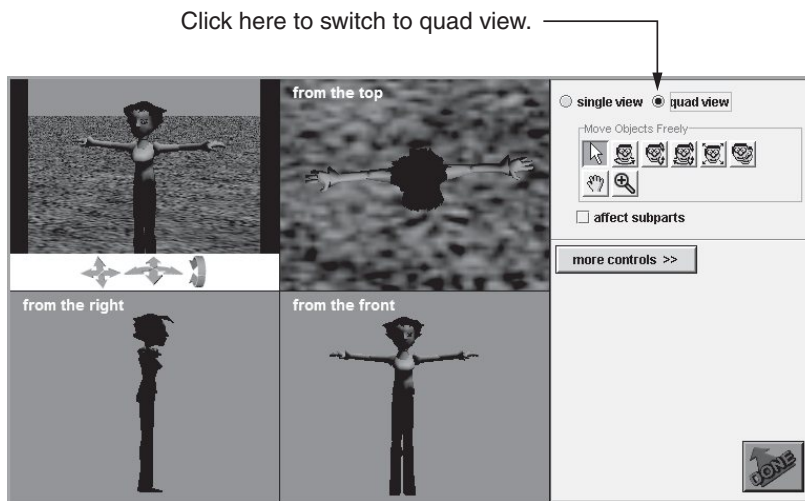 Click here to switch to quad view.
from the top
single view quad view
Move Objects Freely
affect subparts
more controls >>
from the right
from the front
DONE